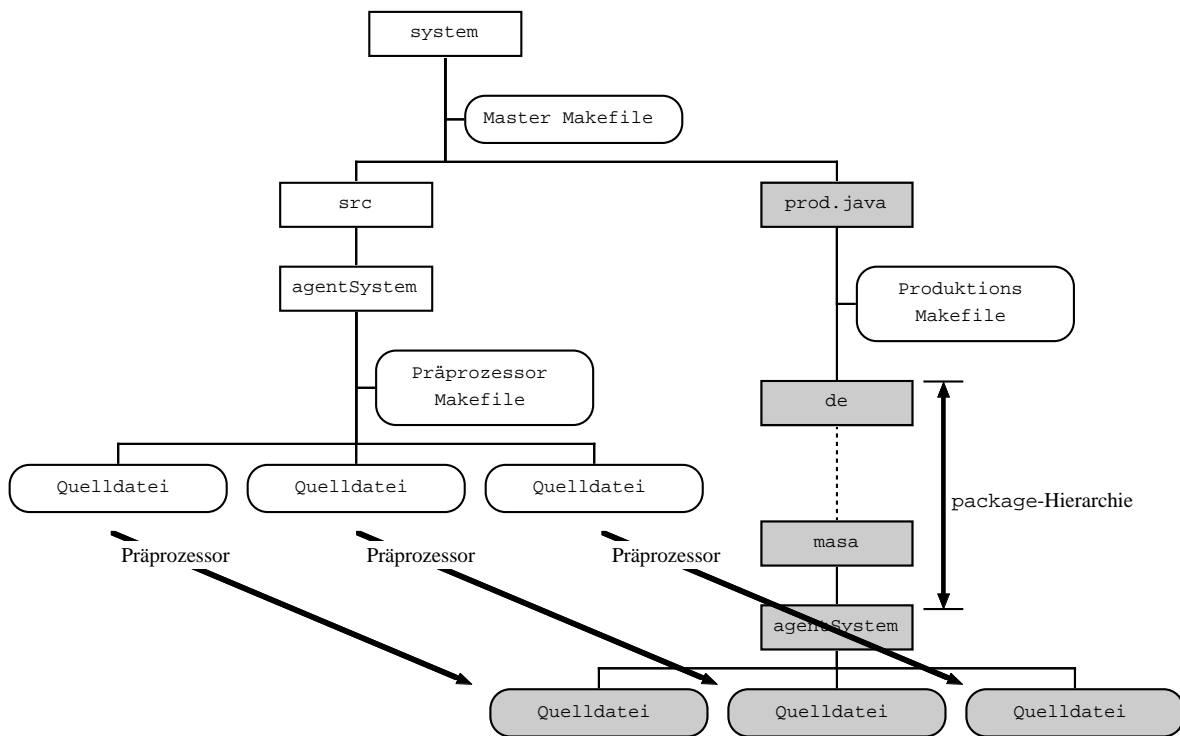 system
Master Makefile
src
prod.java
agentSystem
Produktions
Makefile
Präprozessor
Makefile
de
Quelldatei
Quelldatei
Quelldatei
package-Hierarchie
masa
Präprozessor
Präprozessor
Präprozessor
agentSystem
Quelldatei
Quelldatei
Quelldatei